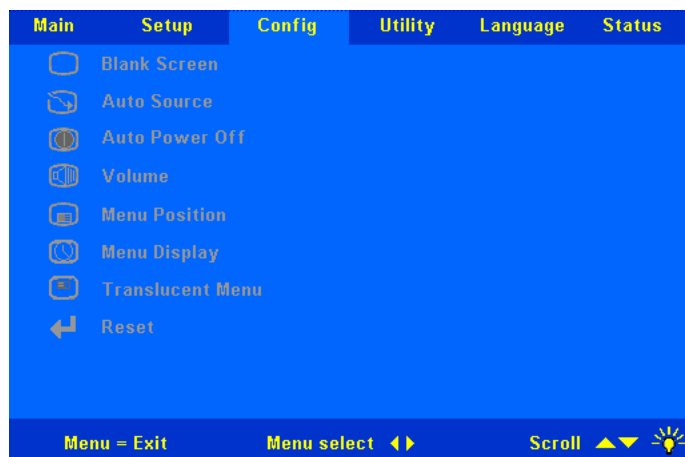 Main Setup Config Utility Language Status
Blank Screen
Auto Source
Auto Power Off
Volume
Menu Position
Menu Display
Translucent Menu
Reset
Menu = Exit Menu select Scroll